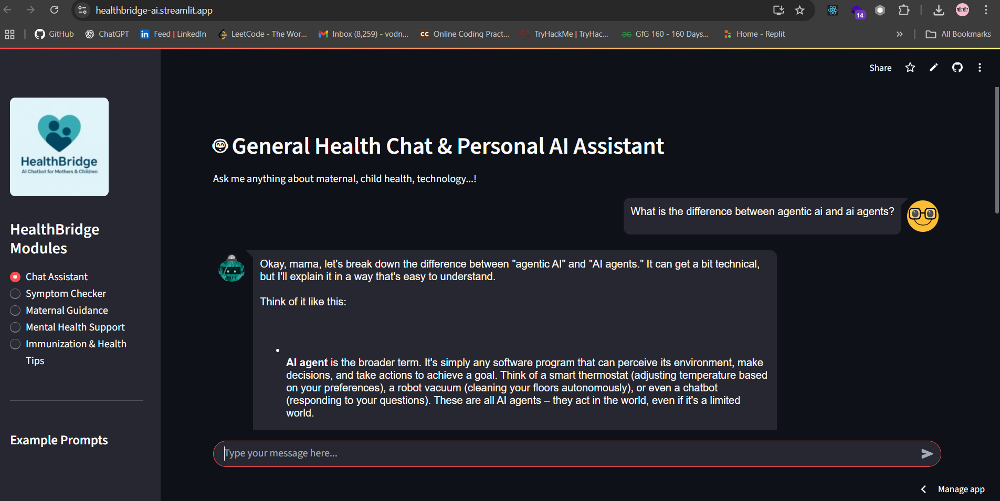 healthbridge-ai.streamlit.app
14
GitHub
ChatGPT
Feed | LinkedIn
LeetCode - The Wor...
Inbox (8,259) - vodn...
Online Coding Pract...
TryHackMe | TryHac...
GfG 160 - 160 Days...
Home - Replit
All Bookmarks
Share
HealthBridge
AI Chatbot for Mothers & Children
HealthBridge
Modules
Chat Assistant
Symptom Checker
Maternal Guidance
Mental Health Support
Immunization & Health
Tips
Example Prompts
General Health Chat & Personal AI Assistant
Ask me anything about maternal, child health, technology...!
What is the difference between agentic ai and ai agents?
Okay, mama, let's break down the difference between "agentic AI" and "AI agents." It can get a bit technical,
but I'll explain it in a way that's easy to understand.
Think of it like this:
AI agent is the broader term. It's simply any software program that can perceive its environment, make
decisions, and take actions to achieve a goal. Think of a smart thermostat (adjusting temperature based
on your preferences), a robot vacuum (cleaning your floors autonomously), or even a chatbot
(responding to your questions). These are all AI agents – they act in the world, even if it's a limited
world.
Type your message here...
Manage app